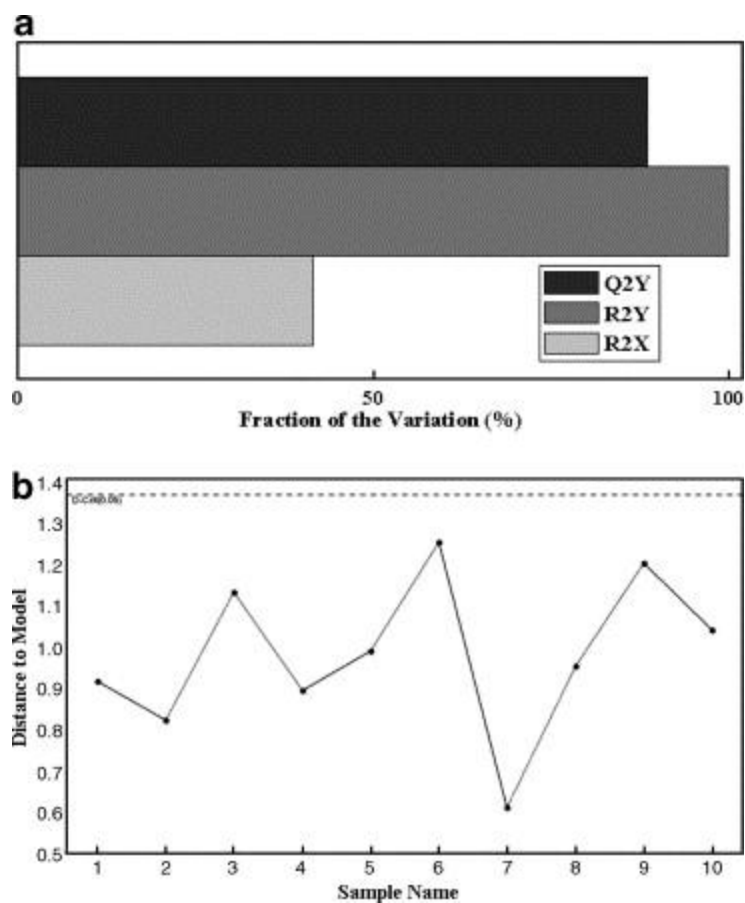 a
Q2Y
R2Y
R2X
0 50 100
Fraction of the Variation (%)
b
1.4
1.3
1.2
1.1
1.0
0.9
0.8
0.7
0.6
0.5
Distance to Model
1 2 3 4 5 6 7 8 9 10
Sample Name